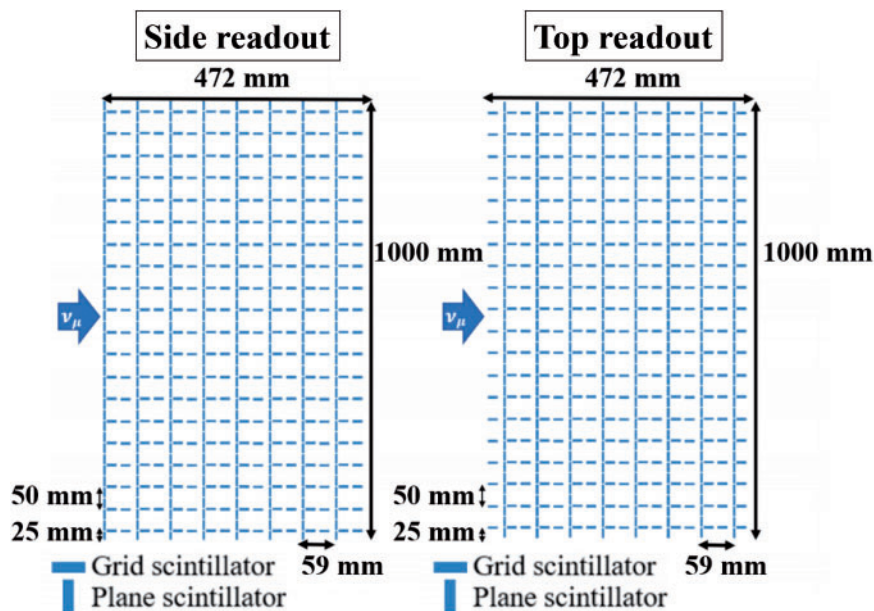 Side readout
472 mm
1000 mm
νμ
50 mm
25 mm
59 mm
Grid scintillator
Plane scintillator
Top readout
472 mm
1000 mm
νμ
50 mm
25 mm
59 mm
Grid scintillator
Plane scintillator